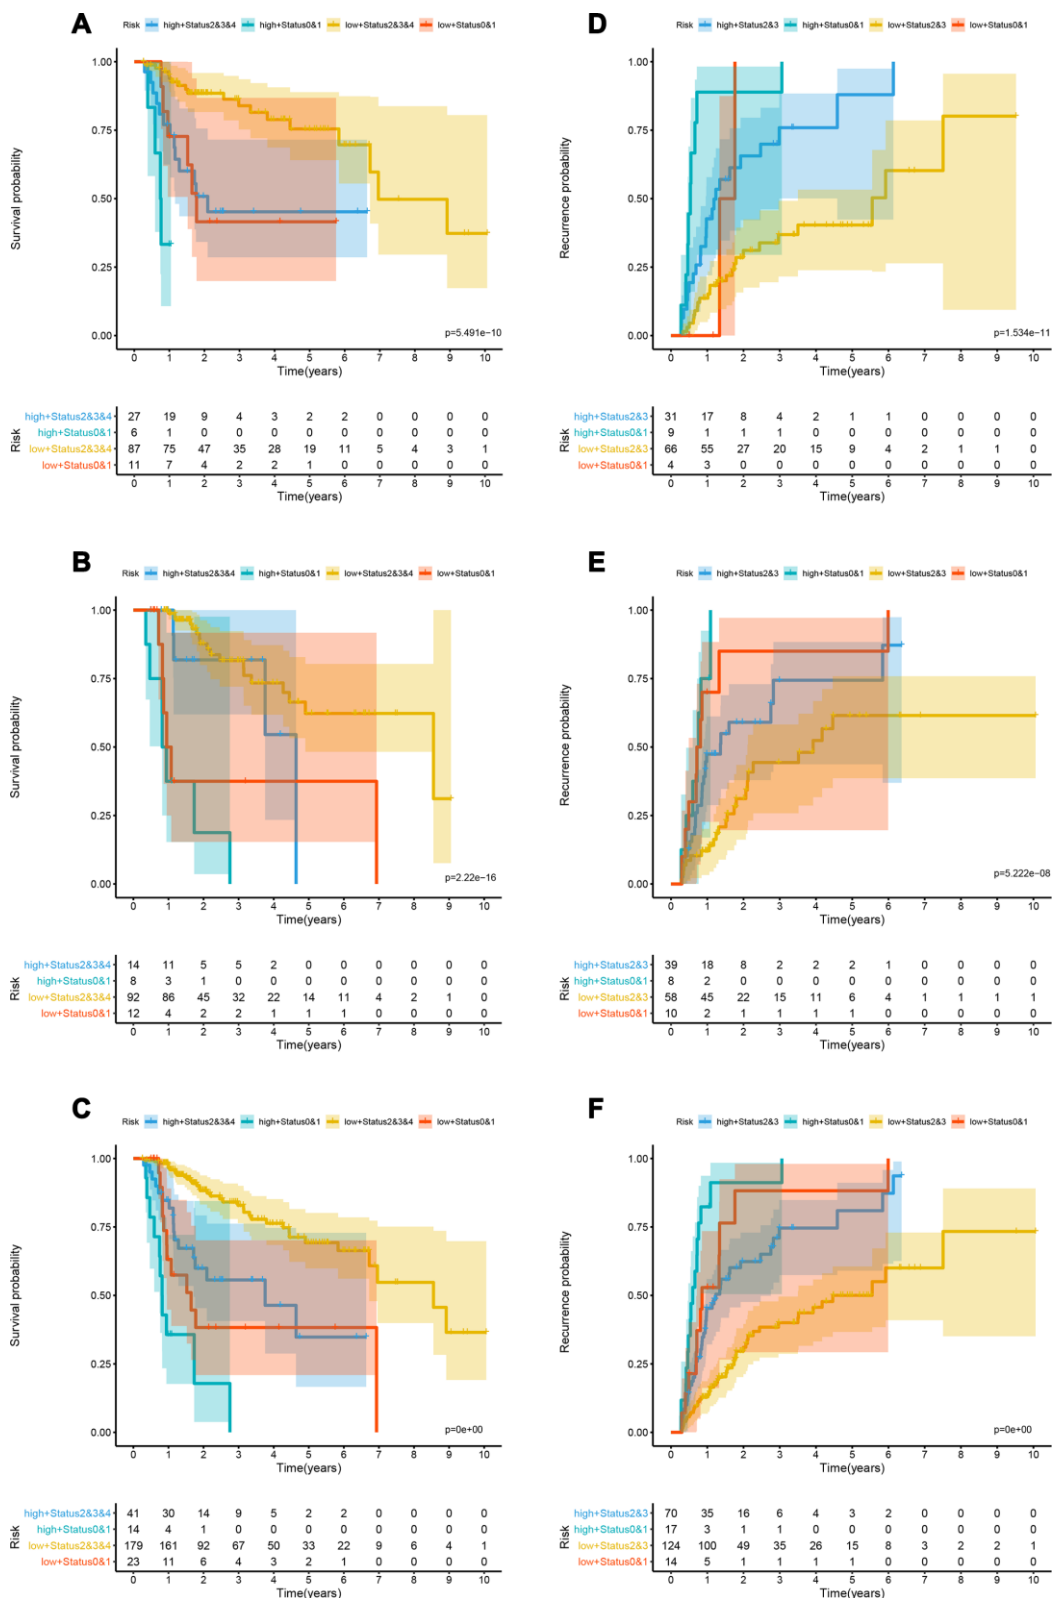 A
Risk high+Status2&3&4 high+Status0&1 low+Status2&3&4 low+Status0&1
Survival probability
1.00
0.75
0.50
0.25
0.00
p=5.491e−10
0 1 2 3 4 5 6 7 8 9 10
Time(years)
Risk
high+Status2&3&4 27 19 9 4 3 2 2 0 0 0 0
high+Status0&1 6 1 0 0 0 0 0 0 0 0 0
low+Status2&3&4 87 75 47 35 28 19 11 5 4 3 1
low+Status0&1 11 7 4 2 2 1 0 0 0 0 0
0 1 2 3 4 5 6 7 8 9 10
Time(years)
D
Risk high+Status2&3 high+Status0&1 low+Status2&3 low+Status0&1
Recurrence probability
1.00
0.75
0.50
0.25
0.00
p=1.534e−11
0 1 2 3 4 5 6 7 8 9 10
Time(years)
Risk
high+Status2&3 31 17 8 4 2 1 1 0 0 0 0
high+Status0&1 9 1 1 1 0 0 0 0 0 0 0
low+Status2&3 66 55 27 20 15 9 4 2 1 1 0
low+Status0&1 4 3 0 0 0 0 0 0 0 0 0
0 1 2 3 4 5 6 7 8 9 10
Time(years)
B
Risk high+Status2&3&4 high+Status0&1 low+Status2&3&4 low+Status0&1
Survival probability
1.00
0.75
0.50
0.25
0.00
p=2.22e−16
0 1 2 3 4 5 6 7 8 9 10
Time(years)
Risk
high+Status2&3&4 14 11 5 5 2 0 0 0 0 0 0
high+Status0&1 8 3 1 0 0 0 0 0 0 0 0
low+Status2&3&4 92 86 45 32 22 14 11 4 2 1 0
low+Status0&1 12 4 2 2 1 1 1 0 0 0 0
0 1 2 3 4 5 6 7 8 9 10
Time(years)
E
Risk high+Status2&3 high+Status0&1 low+Status2&3 low+Status0&1
Recurrence probability
1.00
0.75
0.50
0.25
0.00
p=5.222e−08
0 1 2 3 4 5 6 7 8 9 10
Time(years)
Risk
high+Status2&3 39 18 8 2 2 2 1 0 0 0 0
high+Status0&1 8 2 0 0 0 0 0 0 0 0 0
low+Status2&3 58 45 22 15 11 6 4 1 1 1 1
low+Status0&1 10 2 1 1 1 1 0 0 0 0 0
0 1 2 3 4 5 6 7 8 9 10
Time(years)
C
Risk high+Status2&3&4 high+Status0&1 low+Status2&3&4 low+Status0&1
Survival probability
1.00
0.75
0.50
0.25
0.00
p=0e+00
0 1 2 3 4 5 6 7 8 9 10
Time(years)
Risk
high+Status2&3&4 41 30 14 9 5 2 2 0 0 0 0
high+Status0&1 14 4 1 0 0 0 0 0 0 0 0
low+Status2&3&4 179 161 92 67 50 33 22 9 6 4 1
low+Status0&1 23 11 6 4 3 2 1 0 0 0 0
0 1 2 3 4 5 6 7 8 9 10
Time(years)
F
Risk high+Status2&3 high+Status0&1 low+Status2&3 low+Status0&1
Recurrence probability
1.00
0.75
0.50
0.25
0.00
p=0e+00
0 1 2 3 4 5 6 7 8 9 10
Time(years)
Risk
high+Status2&3 70 35 16 6 4 3 2 0 0 0 0
high+Status0&1 17 3 1 1 0 0 0 0 0 0 0
low+Status2&3 124 100 49 35 26 15 8 3 2 2 1
low+Status0&1 14 5 1 1 1 1 0 0 0 0 0
0 1 2 3 4 5 6 7 8 9 10
Time(years)